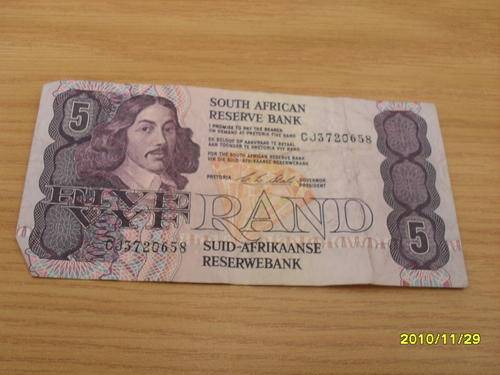 5
SOUTH AFRICAN
RESERVE BANK
I PROMISE TO PAY THE BEARER
ON DEMAND AT PRETORIA FIVE RAND
CJ3720658
EK BELOOF OP AANVRAAG TE BETAAL
AAN TOONDER TE PRETORIA VYF RAND
FOR THE SOUTH AFRICAN RESERVE BANK
VIR DIE SUID-AFRIKAANSE RESERWEBANK
PRETORIA
GOVERNOR
PRESIDENT
FIVE
VYF
RAND
CJ3720658
SUID-AFRIKAANSE
RESERWEBANK
5
2010/11/29